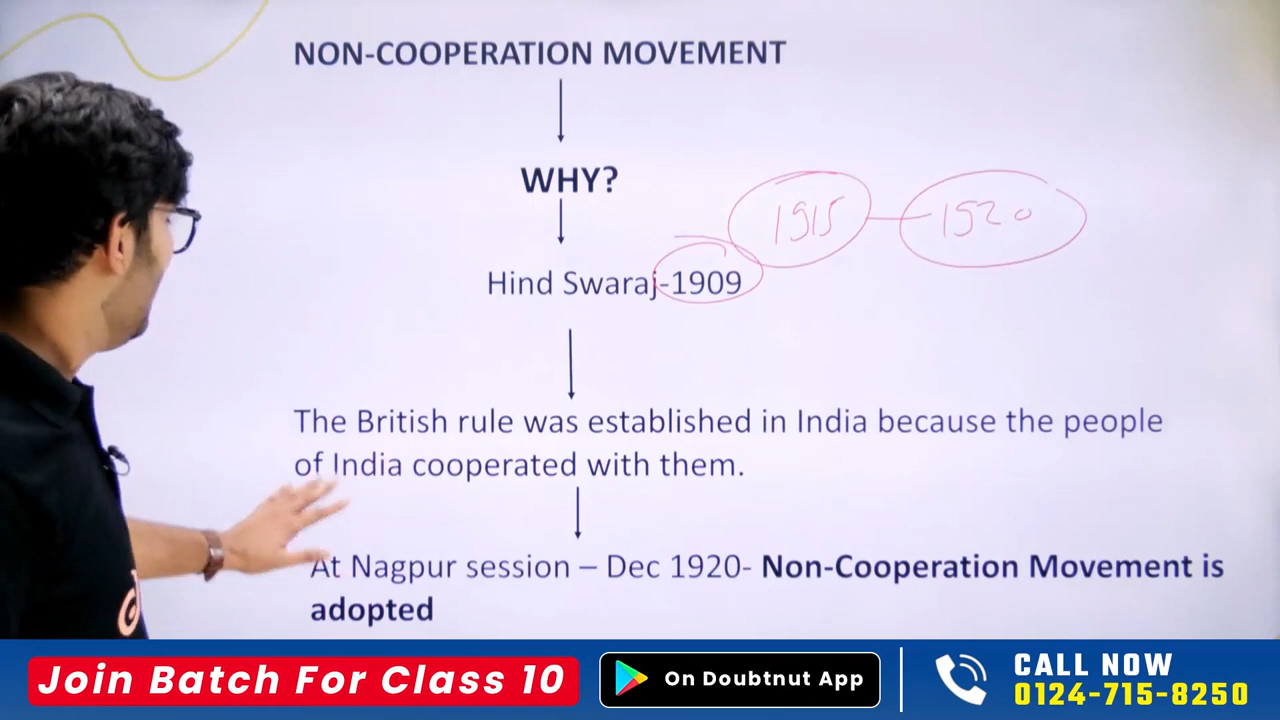 NON-COOPERATION MOVEMENT
WHY?
1915 1920
Hind Swaraj-1909
The British rule was established in India because the people
of India cooperated with them.
At Nagpur session – Dec 1920- Non-Cooperation Movement is
adopted
Join Batch For Class 10
On Doubtnut App
CALL NOW
0124-715-8250